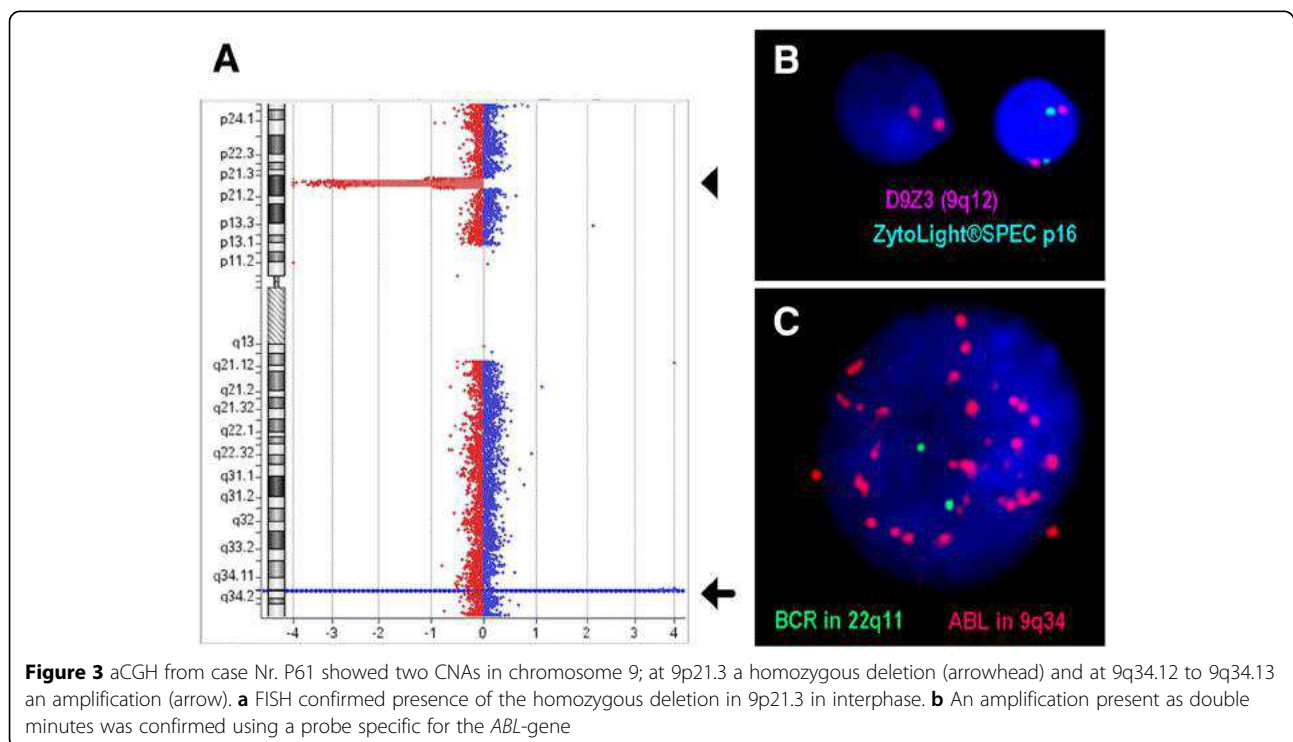 A
p24.1
p22.3
p21.3
p21.2
p13.3
p13.1
p11.2
q13
q21.12
q21.2
q21.32
q22.1
q22.32
q31.1
q31.2
q32
q33.2
q34.11
q34.2
-4 -3 -2 -1 0 1 2 3 4
B
D9Z3 (9q12)
ZytoLight®SPEC p16
C
BCR in 22q11 ABL in 9q34
Figure 3 aCGH from case Nr. P61 showed two CNAs in chromosome 9; at 9p21.3 a homozygous deletion (arrowhead) and at 9q34.12 to 9q34.13
an amplification (arrow). a FISH confirmed presence of the homozygous deletion in 9p21.3 in interphase. b An amplification present as double
minutes was confirmed using a probe specific for the ABL-gene